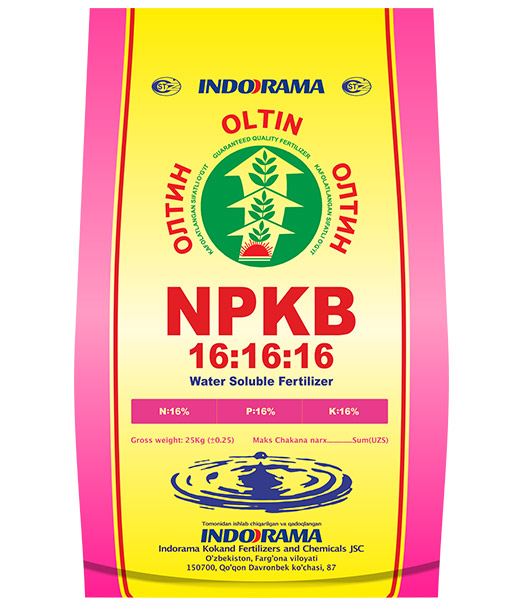 INDORAMA
OLTIN
ОЛТИН
ОЛТИН
GUARANTEED QUALITY FERTILIZER
KAFOLATLANGAN SIFATLI O'G'IT
KAFOLATLANGAN SIFATLI O'G'IT
NPKB
16:16:16
Water Soluble Fertilizer
N:16% P:16% K:16%
Gross weight: 25Kg (±0.25) Maks Chakana narx..............Sum(UZS)
Tomonidan ishlab chiqarilgan va qadoqlangan
INDORAMA
Indorama Kokand Fertilizers and Chemicals JSC
O'zbekiston, Farg'ona viloyati
150700, Qo'qon Davronbek ko'chasi, 87